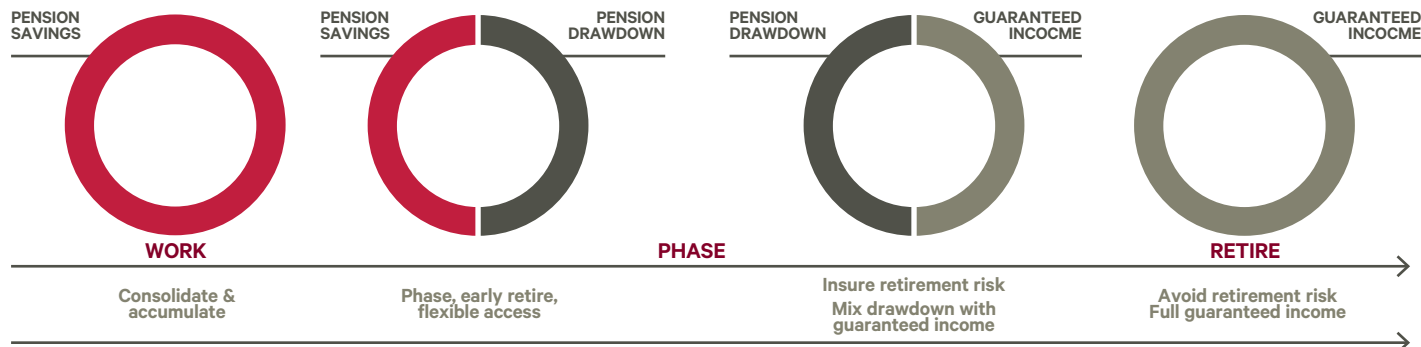 PENSION
SAVINGS
PENSION
SAVINGS
PENSION
DRAWDOWN
PENSION
DRAWDOWN
GUARANTEED
INCOCME
GUARANTEED
INCOCME
WORK
PHASE
RETIRE
Consolidate &
accumulate
Phase, early retire,
flexible access
Insure retirement risk
Mix drawdown with
guaranteed income
Avoid retirement risk
Full guaranteed income